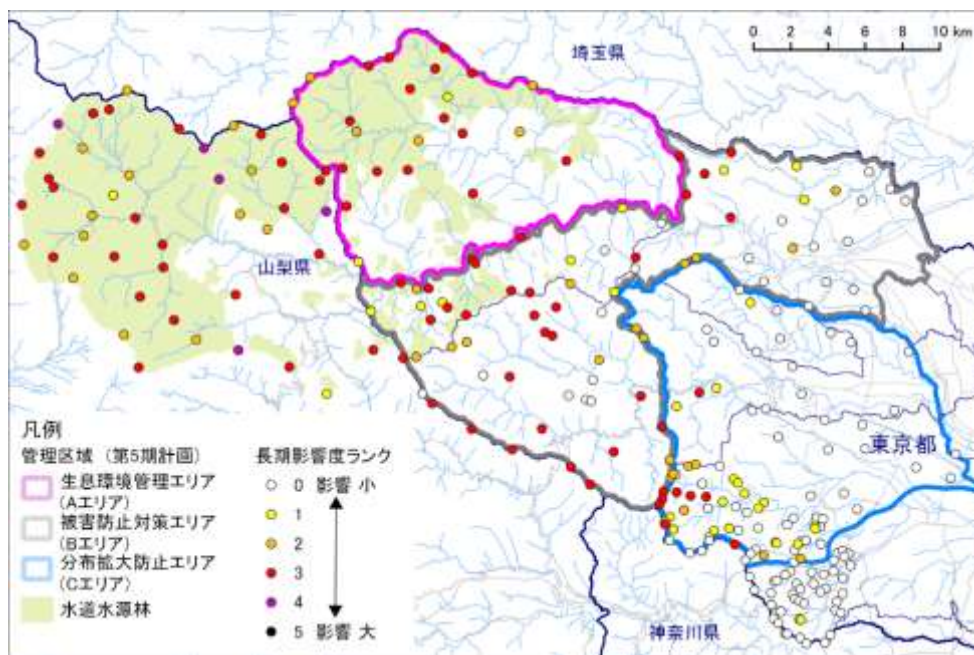 埼玉県
0 2 4 6 8 10 km
山梨県
東京都
神奈川県
凡例
管理区域 (第5期計画)
生息環境管理エリア
(Aエリア)
被害防止対策エリア
(Bエリア)
分布拡大防止エリア
(Cエリア)
水道水源林
長期影響度ランク
0 影響 小
1
2
3
4
5 影響 大